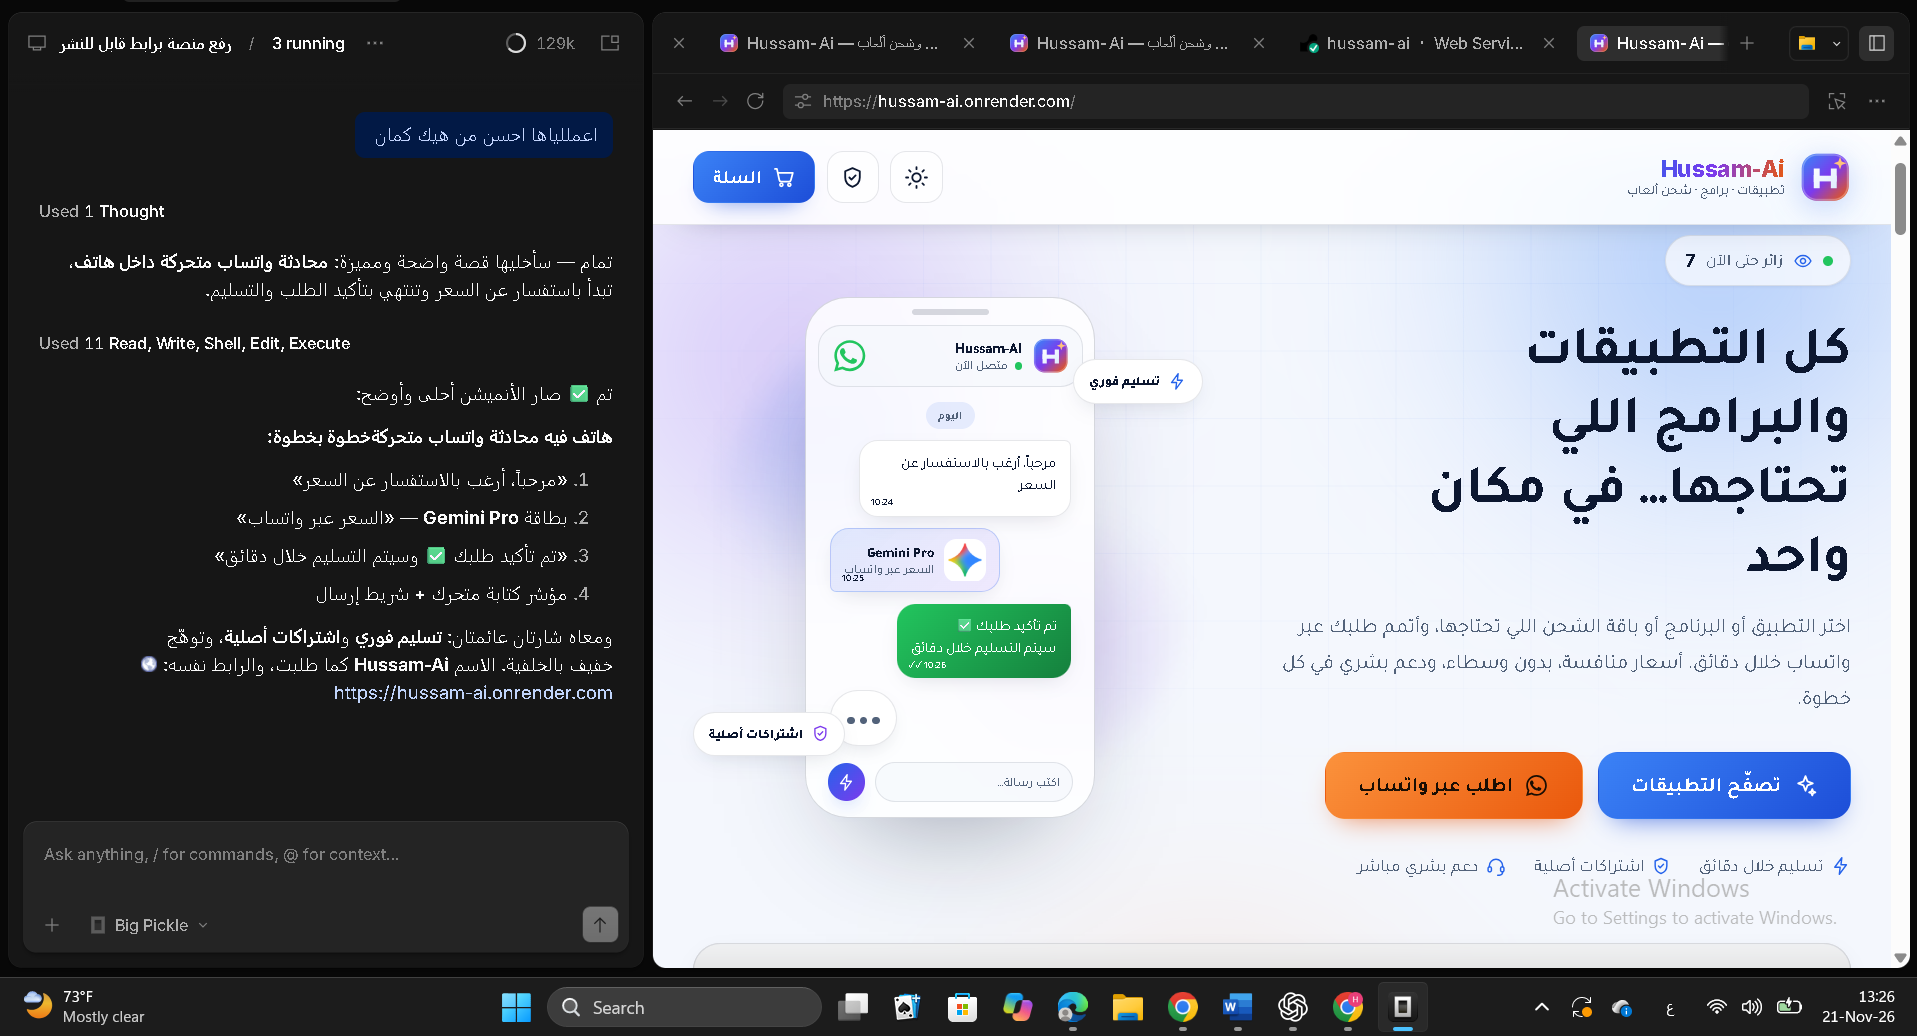 رفع منصة برابط قابل للنشر / 3 running ...
129k
اعمللياها احسن من هيك كمان
Used 1 Thought
تمام — سأخليها قصة واضحة ومميزة: محادثة واتساب متحركة داخل هاتف،
تبدأ باستفسار عن السعر وتنتهي بتأكيد الطلب والتسليم.
Used 11 Read, Write, Shell, Edit, Execute
تم ✅ صار الأنميشن أحلى وأوضح:
هاتف فيه محادثة واتساب متحركةخطوة بخطوة:
1. «مرحباً، أرغب بالاستفسار عن السعر»
2. بطاقة Gemini Pro — «السعر عبر واتساب»
3. «تم تأكيد طلبك ✅ وسيتم التسليم خلال دقائق»
4. مؤشر كتابة متحرك + شريط إرسال
ومعاه شارتان عائمتان: تسليم فوري واشتراكات أصلية، وتوهّج
خفيف بالخلفية. الاسم Hussam-Ai كما طلبت، والرابط نفسه:
https://hussam-ai.onrender.com
Ask anything, / for commands, @ for context...
Big Pickle
Hussam-Ai — وشحن ألعاب ...
Hussam-Ai — وشحن ألعاب ...
hussam-ai · Web Servi...
Hussam-Ai —
https://hussam-ai.onrender.com/
Hussam-Ai
تطبيقات · برامج · شحن ألعاب
السلة
زائر حتى الآن 7
كل التطبيقات
والبرامج اللي
تحتاجها… في مكان
واحد
اختر التطبيق أو البرنامج أو باقة الشحن اللي تحتاجها، وأتمم طلبك عبر
واتساب خلال دقائق. أسعار منافسة، بدون وسطاء، ودعم بشري في كل
خطوة.
تصفّح التطبيقات
اطلب عبر واتساب
تسليم خلال دقائق
اشتراكات أصلية
دعم بشري مباشر
Hussam-Ai
متصل الآن
تسليم فوري
اليوم
مرحباً، أرغب بالاستفسار عن
السعر
10:24
Gemini Pro
السعر عبر واتساب
10:25
تم تأكيد طلبك ✅
سيتم التسليم خلال دقائق
10:26 ✓✓
اشتراكات أصلية
اكتب رسالة…
Activate Windows
Go to Settings to activate Windows.
73°F
Mostly clear
Search
ع
13:26
21-Nov-26